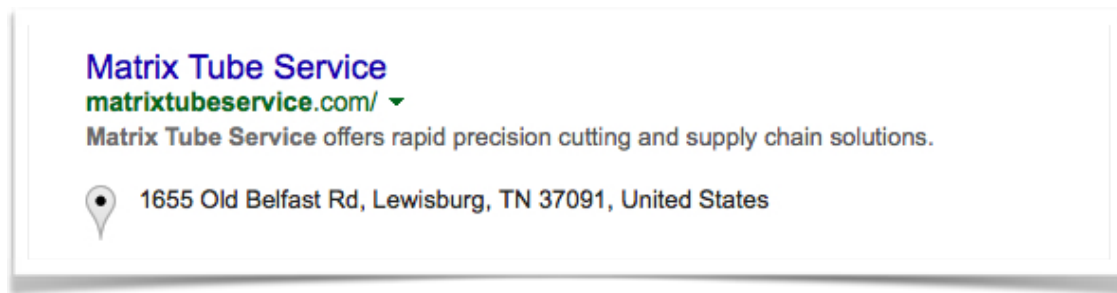 Matrix Tube Service
matrixtubeservice.com/
Matrix Tube Service offers rapid precision cutting and supply chain solutions.
1655 Old Belfast Rd, Lewisburg, TN 37091, United States